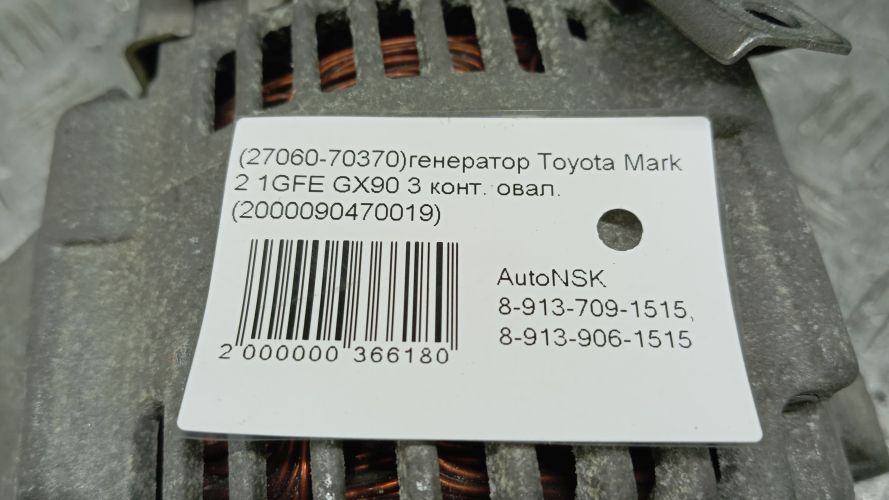 (27060-70370)генератор Toyota Mark
2 1GFE GX90 3 конт. овал.
(2000090470019)
2 000000 366180
AutoNSK
8-913-709-1515,
8-913-906-1515